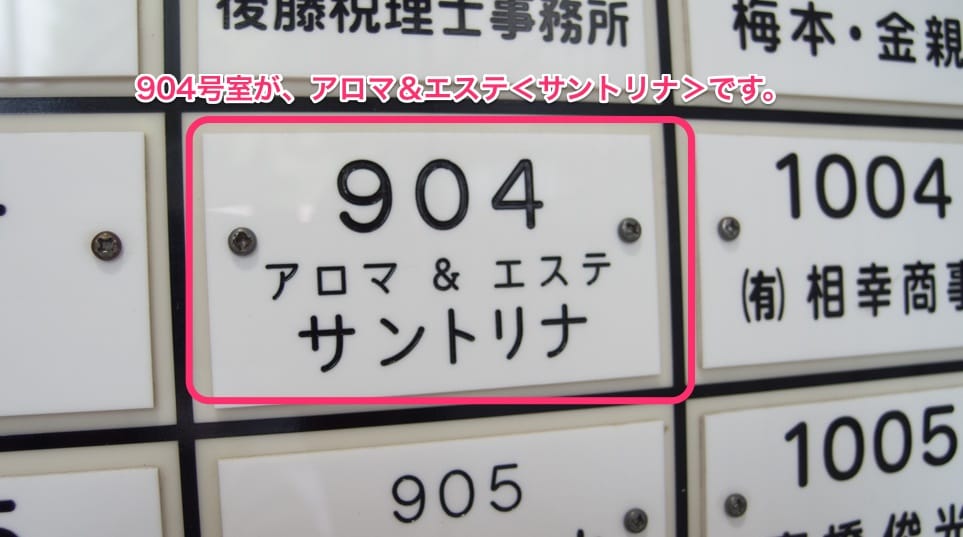 後藤税理士事務所
梅本・金親
904号室が、アロマ&エステ<サントリナ>です。
904
アロマ & エステ
サントリナ
1004
(有) 相幸商事
905
1005